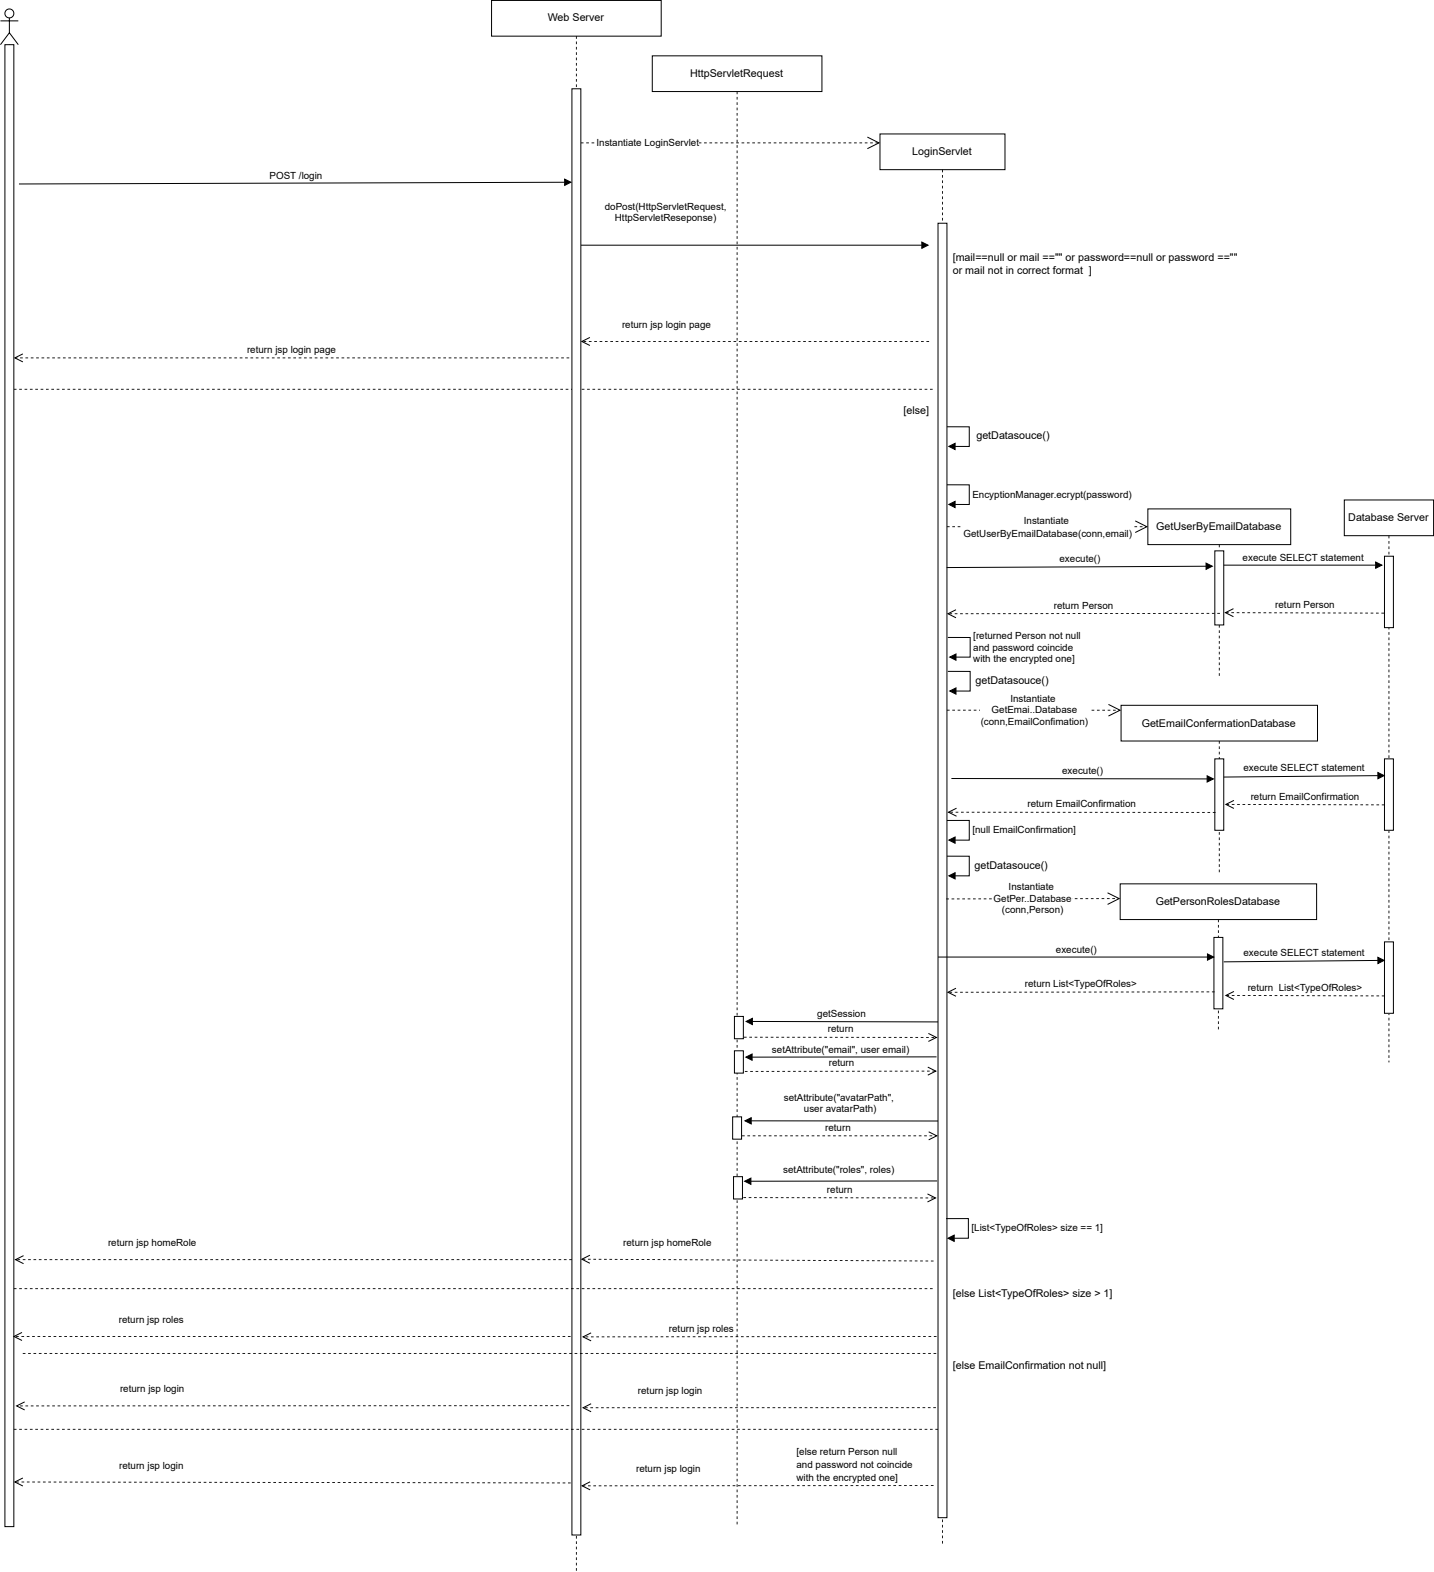 Web Server
HttpServletRequest
Instantiate LoginServlet
LoginServlet
POST /login
doPost(HttpServletRequest,
HttpServletReseponse)
[mail==null or mail =="" or password==null or password ==""
or mail not in correct format  ]
return jsp login page
return jsp login page
[else]
getDatasouce()
EncyptionManager.ecrypt(password)
Instantiate
GetUserByEmailDatabase(conn,email)
GetUserByEmailDatabase
Database Server
execute()
execute SELECT statement
return Person
return Person
[returned Person not null
and password coincide
with the encrypted one]
getDatasouce()
Instantiate
GetEmai..Database
(conn,EmailConfimation)
GetEmailConfermationDatabase
execute()
execute SELECT statement
return EmailConfirmation
return EmailConfirmation
[null EmailConfirmation]
getDatasouce()
Instantiate
GetPer..Database
(conn,Person)
GetPersonRolesDatabase
execute()
execute SELECT statement
return List<TypeOfRoles>
return  List<TypeOfRoles>
getSession
return
setAttribute("email", user email)
return
setAttribute("avatarPath",
user avatarPath)
return
setAttribute("roles", roles)
return
[List<TypeOfRoles> size == 1]
return jsp homeRole
return jsp homeRole
[else List<TypeOfRoles> size > 1]
return jsp roles
return jsp roles
[else EmailConfirmation not null]
return jsp login
return jsp login
[else return Person null
and password not coincide
with the encrypted one]
return jsp login
return jsp login